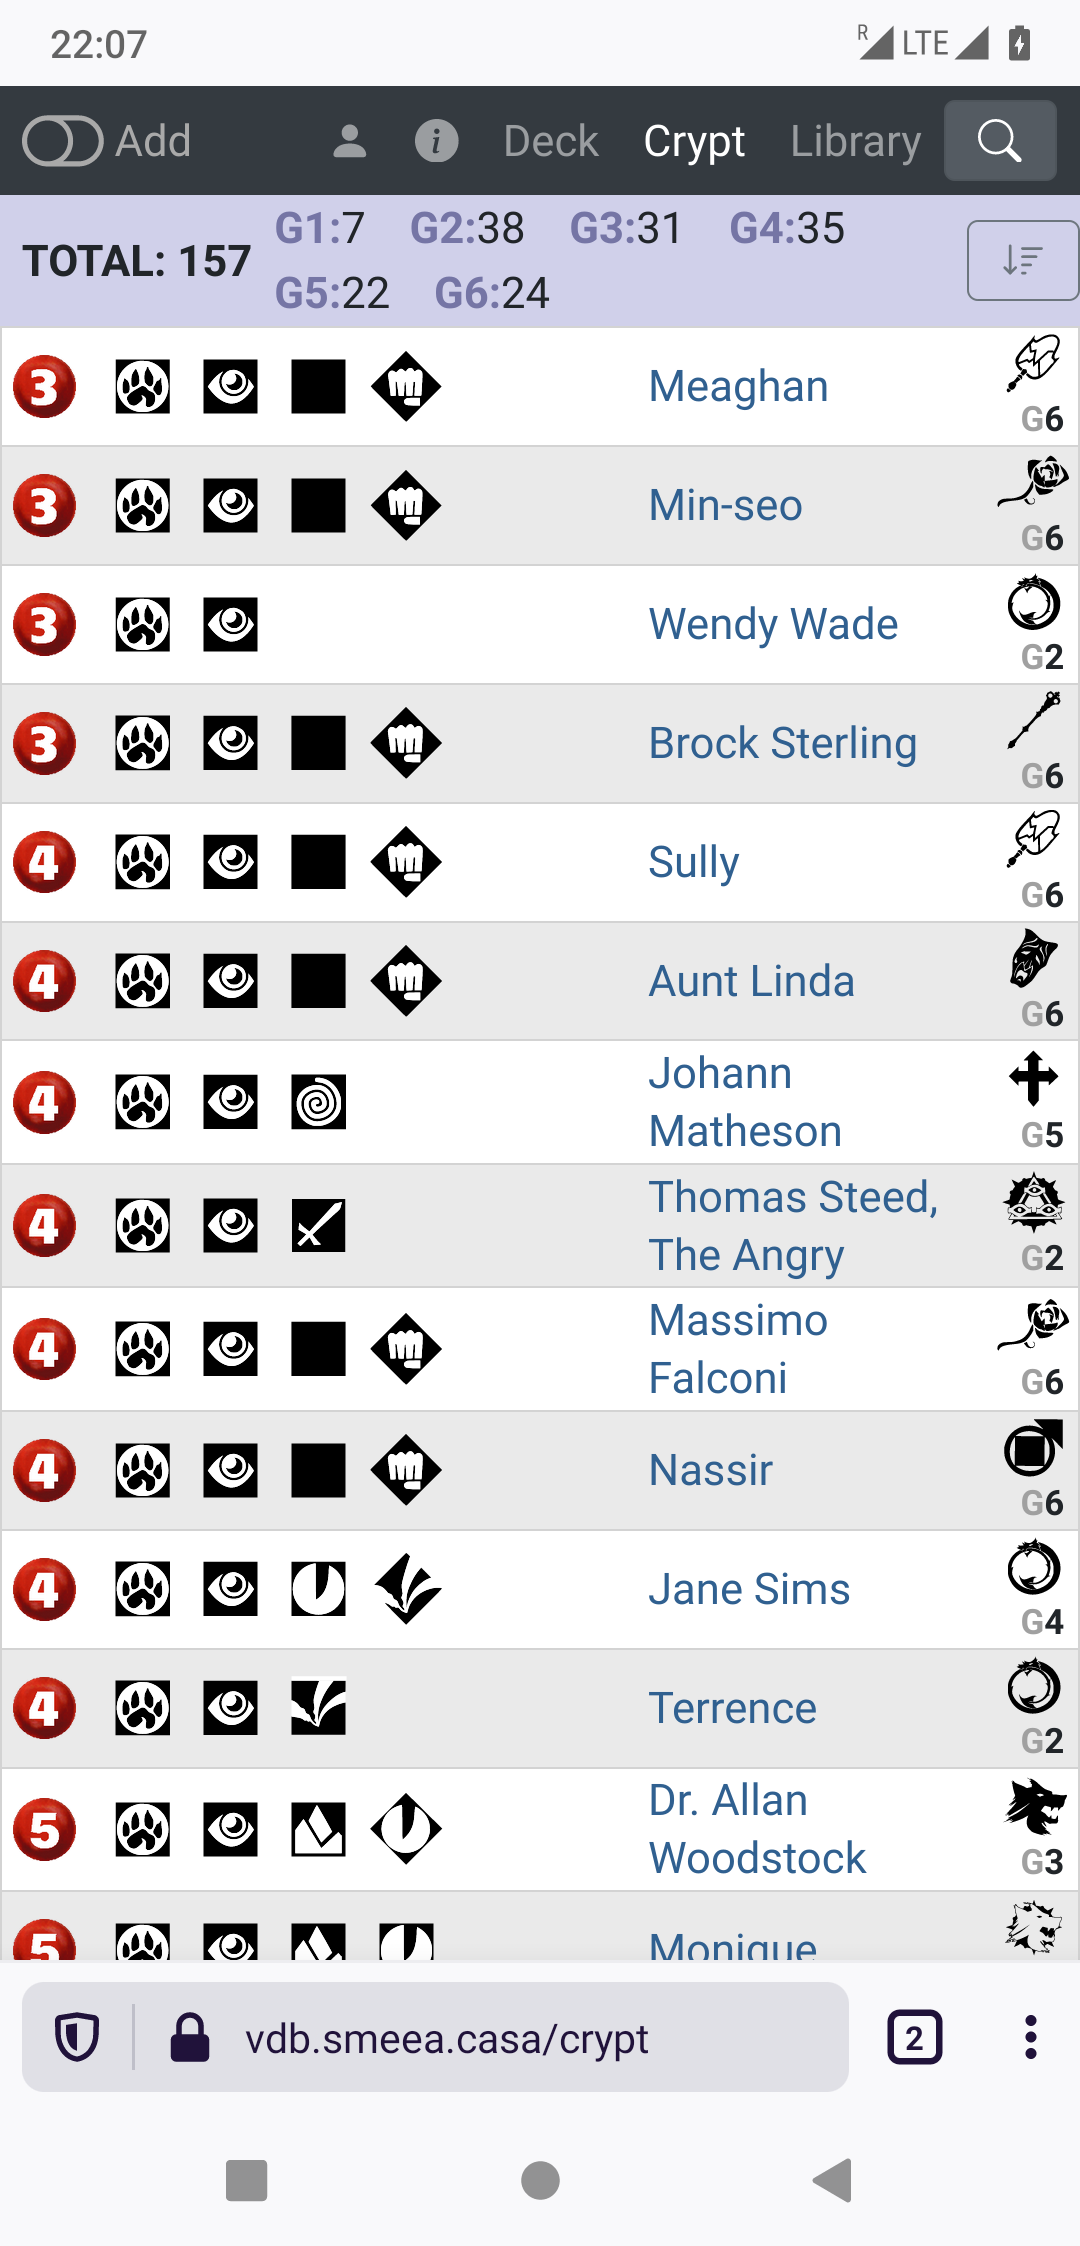 22:07
R LTE
Add Deck Crypt Library
TOTAL: 157 G1:7 G2:38 G3:31 G4:35
G5:22 G6:24
3 Meaghan G6
3 Min-seo G6
3 Wendy Wade G2
3 Brock Sterling G6
4 Sully G6
4 Aunt Linda G6
4 Johann
Matheson G5
4 Thomas Steed,
The Angry G2
4 Massimo
Falconi G6
4 Nassir G6
4 Jane Sims G4
4 Terrence G2
5 Dr. Allan
Woodstock G3
5 Monique
vdb.smeea.casa/crypt 2